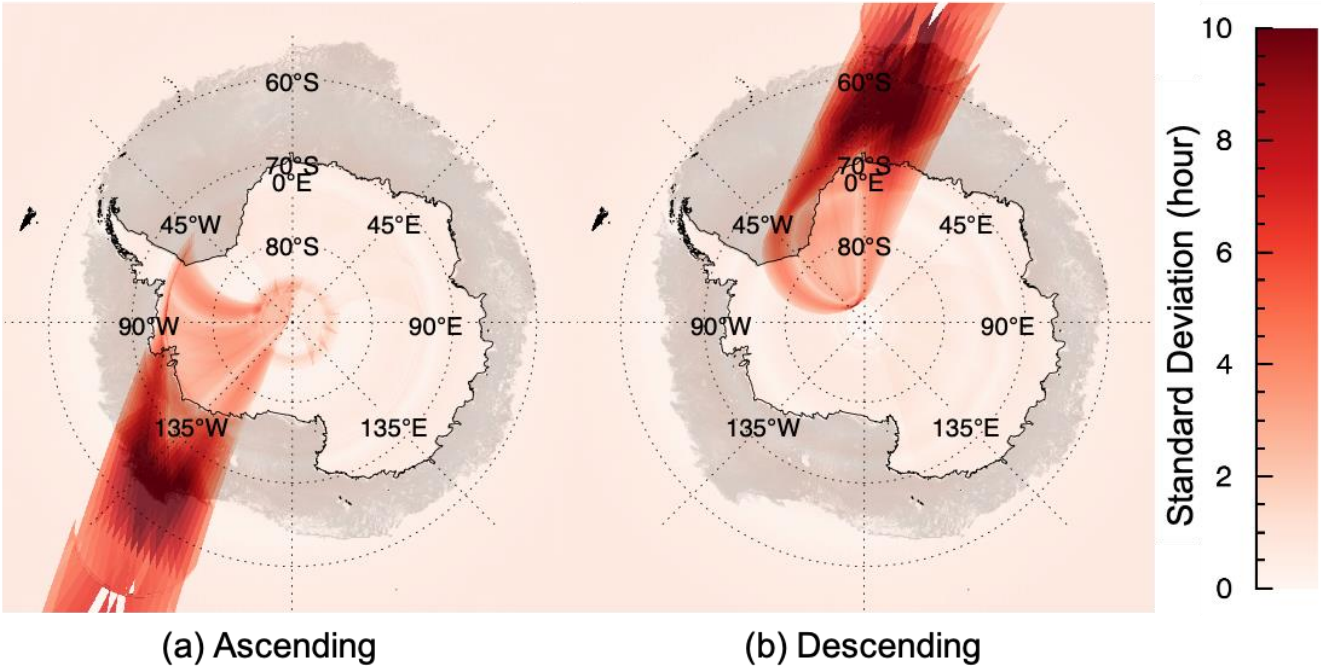 60°S
70°S
0°E
45°W
45°E
80°S
90°W
90°E
135°W
135°E
(a) Ascending
60°S
70°S
0°E
45°W
45°E
80°S
90°W
90°E
135°W
135°E
(b) Descending
10
8
6
4
2
0
Standard Deviation (hour)